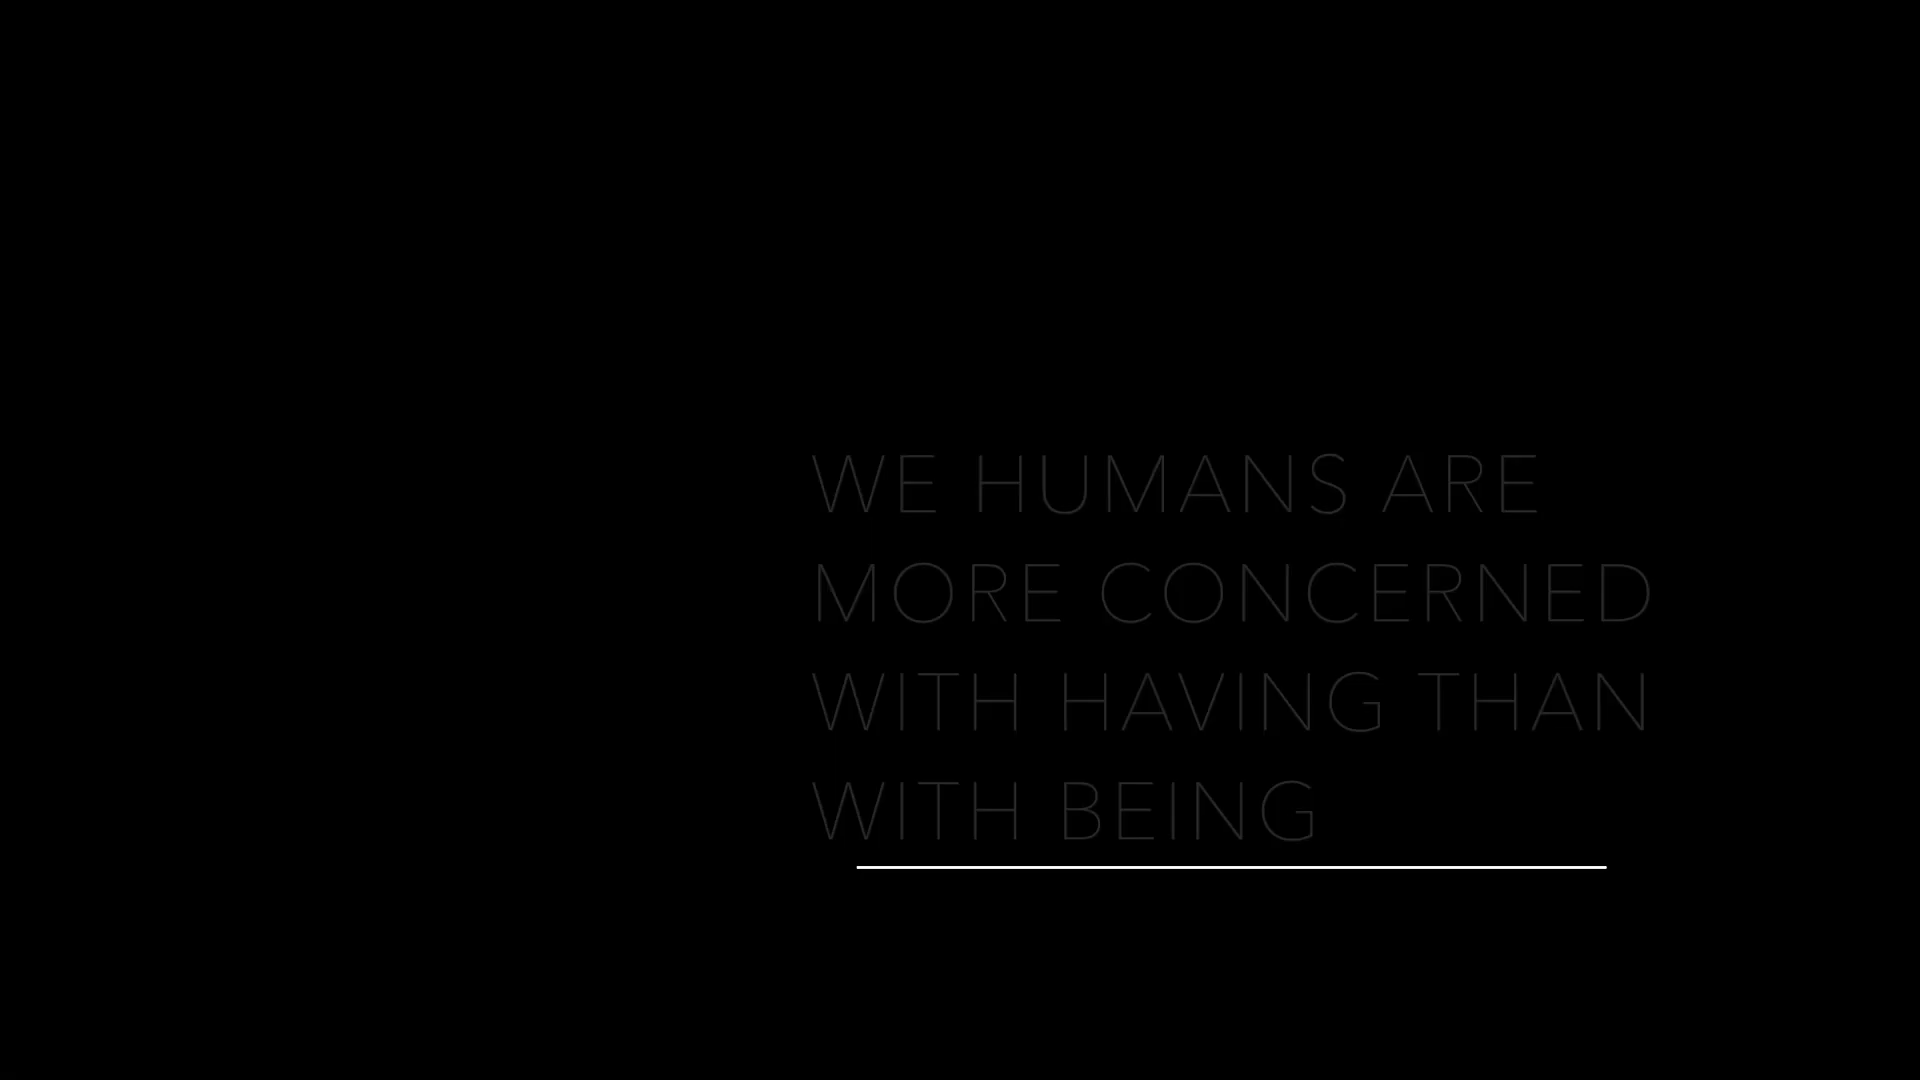 WE HUMANS ARE
MORE CONCERNED
WITH HAVING THAN
WITH BEING